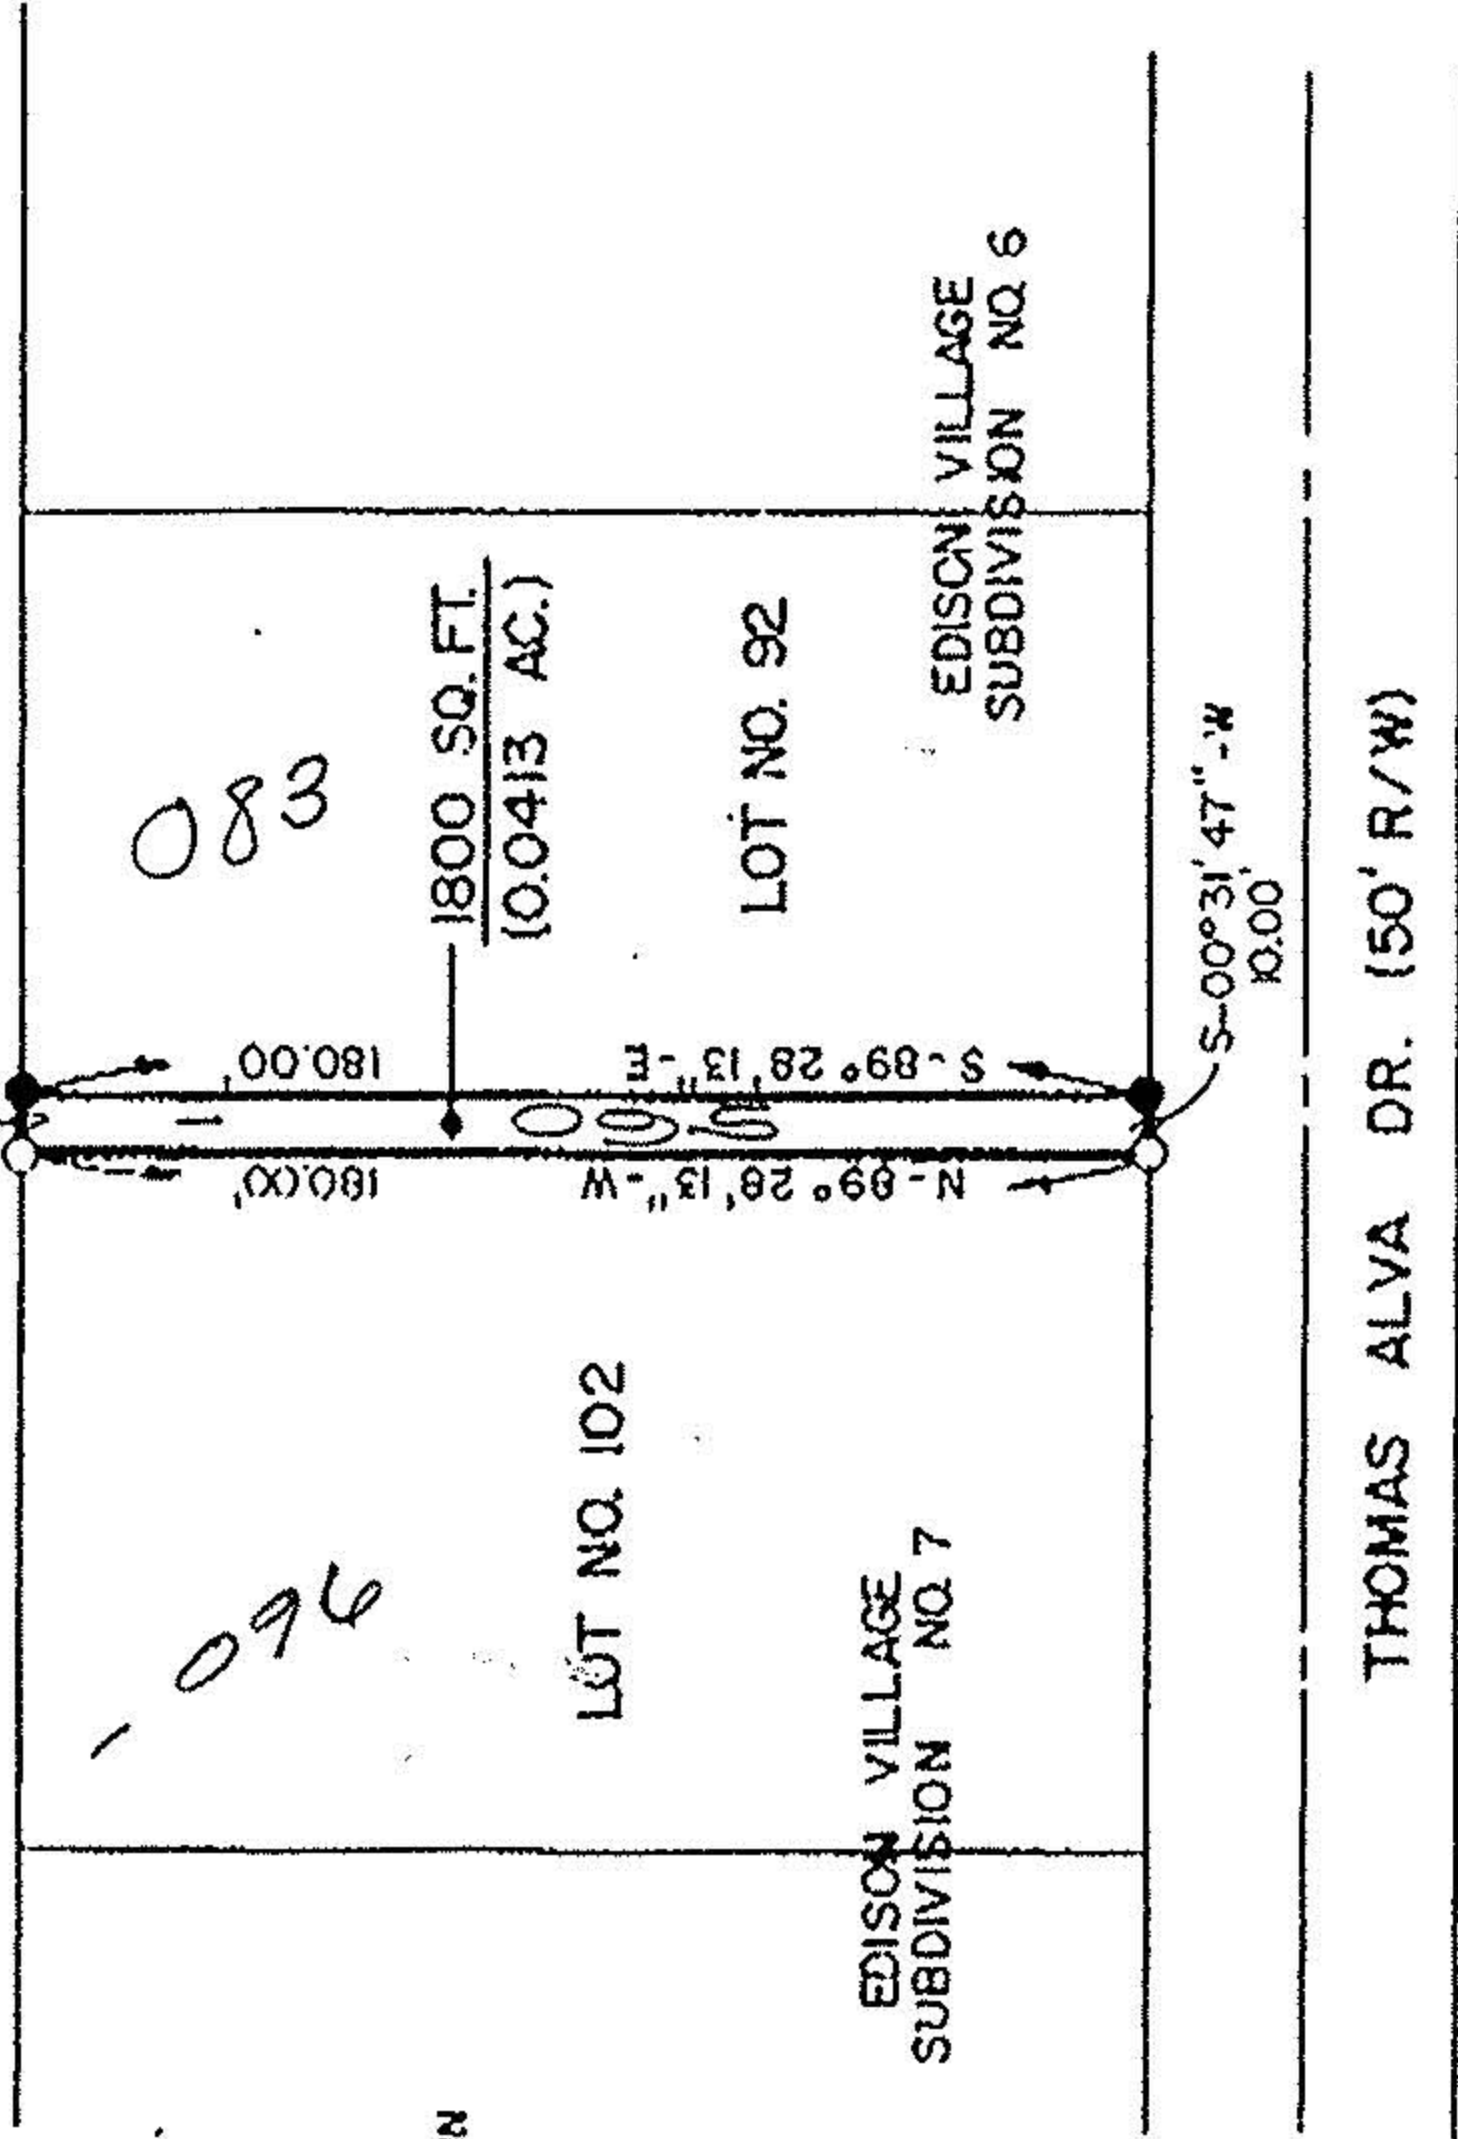 083
1800 SQ. FT.
(0.0413 AC.)
LOT NO. 92
EDISON VILLAGE
SUBDIVISION NO. 6
180.00'
S-89°28'13"-E
095
180.00'
N-89°28'13"-W
S-00°31'47"-W
10.00'
- 096
LOT NO. 102
EDISON VILLAGE
SUBDIVISION NO. 7
THOMAS ALVA DR. (50' R/W)